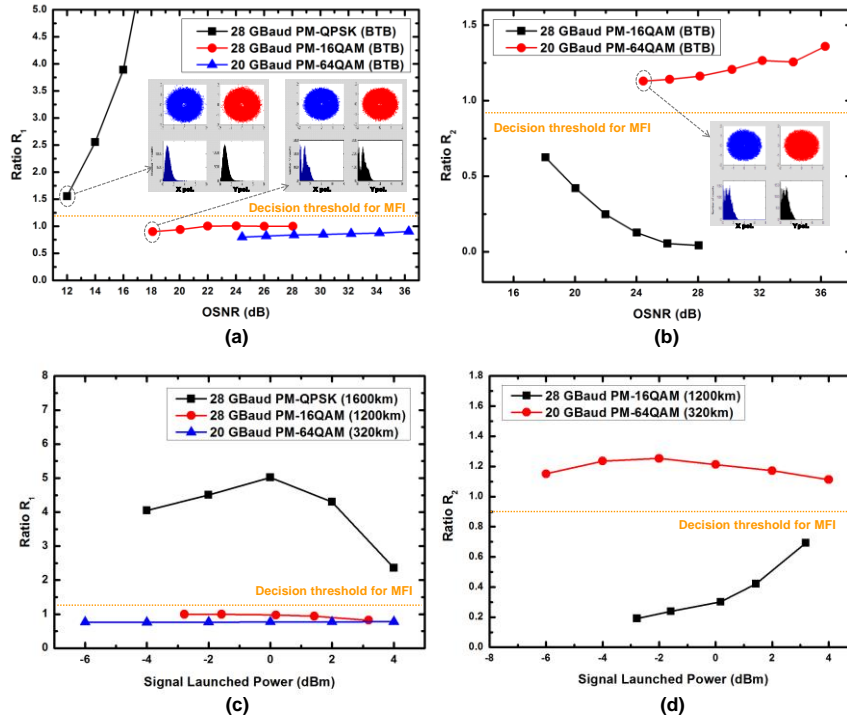 5.0
4.5
4.0
3.5
3.0
2.5
2.0
1.5
1.0
0.5
0.0
Ratio R1
28 GBaud PM-QPSK (BTB)
28 GBaud PM-16QAM (BTB)
20 GBaud PM-64QAM (BTB)
X pol.
Y pol.
X pol.
Y pol.
Decision threshold for MFI
12 14 16 18 20 22 24 26 28 30 32 34 36
OSNR (dB)
(a)
1.5
1.0
0.5
0.0
Ratio R2
28 GBaud PM-16QAM (BTB)
20 GBaud PM-64QAM (BTB)
Decision threshold for MFI
X pol.
Y pol.
16 20 24 28 32 36
OSNR (dB)
(b)
8
7
6
5
4
3
2
1
0
Ratio R1
28 GBaud PM-QPSK (1600km)
28 GBaud PM-16QAM (1200km)
20 GBaud PM-64QAM (320km)
Decision threshold for MFI
-6 -4 -2 0 2 4
Signal Launched Power (dBm)
(c)
1.8
1.6
1.4
1.2
1.0
0.8
0.6
0.4
0.2
0.0
Ratio R2
28 GBaud PM-16QAM (1200km)
20 GBaud PM-64QAM (320km)
Decision threshold for MFI
-8 -6 -4 -2 0 2 4
Signal Launched Power (dBm)
(d)